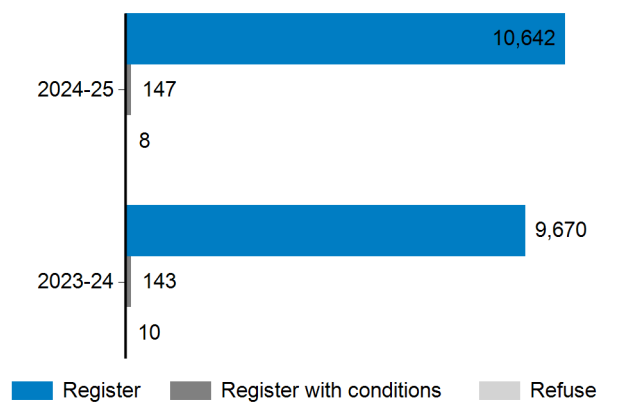 10,642
2024-25
147
8
9,670
2023-24
143
10
Register
Register with conditions
Refuse